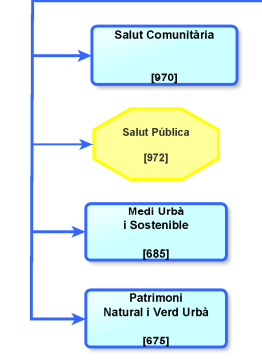 Salut Comunitària
[970]
Salut Pública
[972]
Medi Urbà
i Sostenible
[685]
Patrimoni
Natural i Verd Urbà
[675]